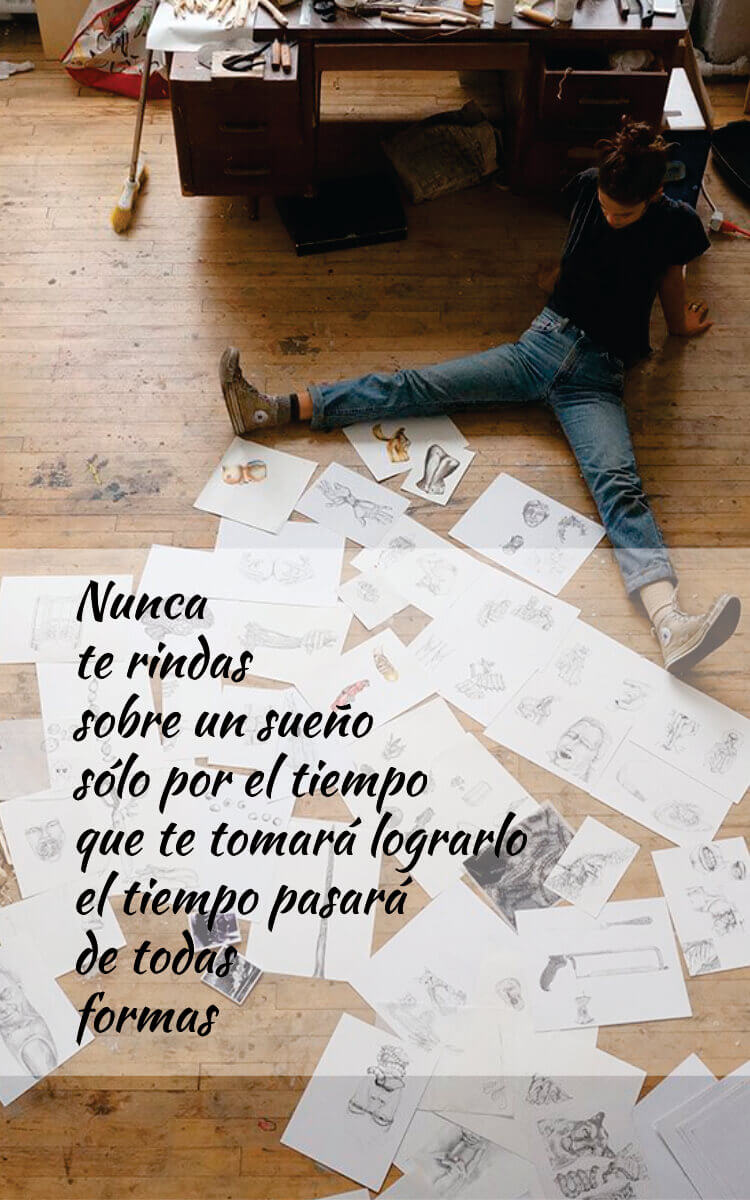 Nunca
te rindas
sobre un sueño
sólo por el tiempo
que te tomará lograrlo
el tiempo pasará
de todas
formas